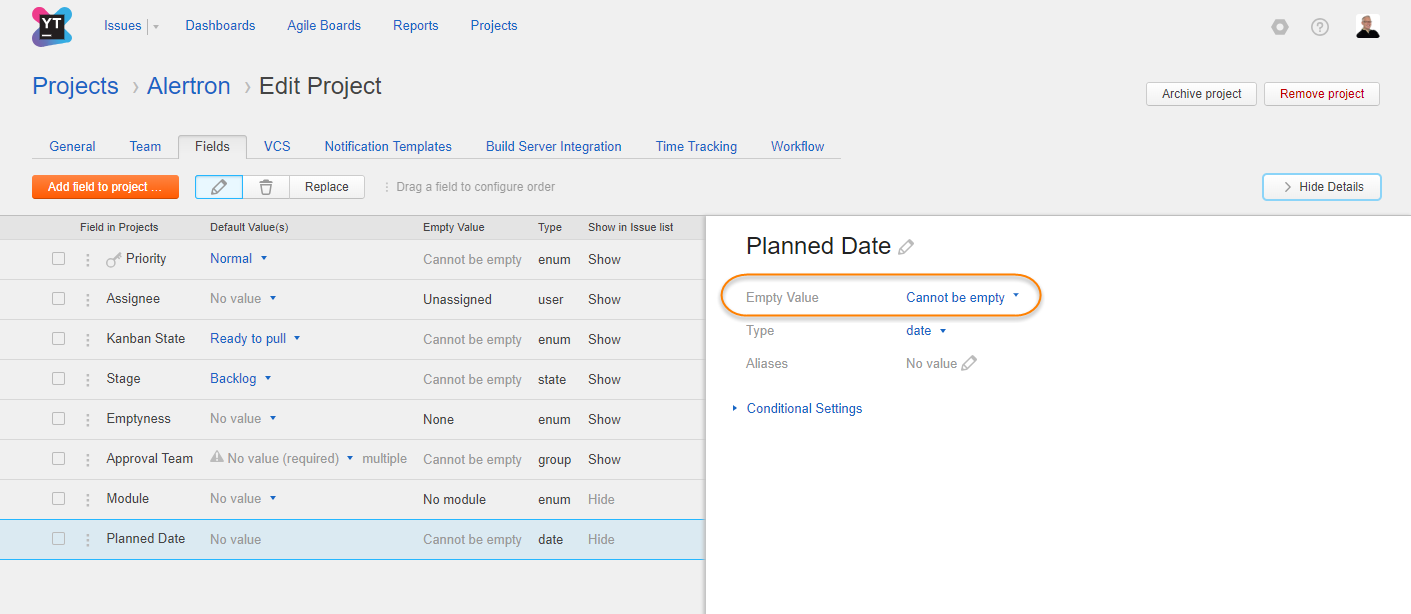 YT
Issues Dashboards Agile Boards Reports Projects
Projects › Alertron › Edit Project
Archive project Remove project
General Team Fields VCS Notification Templates Build Server Integration Time Tracking Workflow
Add field to project ... Replace Drag a field to configure order Hide Details
Field in Projects Default Value(s) Empty Value Type Show in Issue list
Priority Normal Cannot be empty enum Show
Assignee No value Unassigned user Show
Kanban State Ready to pull Cannot be empty enum Show
Stage Backlog Cannot be empty state Show
Emptyness No value None enum Show
Approval Team No value (required) multiple Cannot be empty group Show
Module No value No module enum Hide
Planned Date No value Cannot be empty date Hide
Planned Date
Empty Value Cannot be empty
Type date
Aliases No value
Conditional Settings